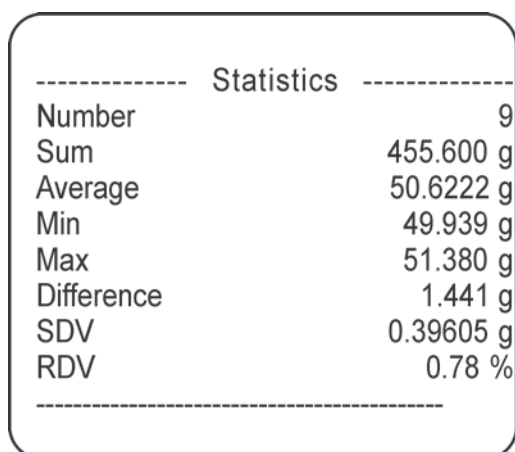 -------------- Statistics --------------
Number 9
Sum 455.600 g
Average 50.6222 g
Min 49.939 g
Max 51.380 g
Difference 1.441 g
SDV 0.39605 g
RDV 0.78 %
--------------------------------------------